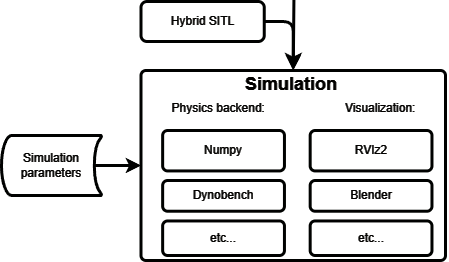 Hybrid SITL
Simulation
Physics backend:
Visualization:
Numpy
RVIz2
Simulation
parameters
Dynobench
Blender
etc...
etc...